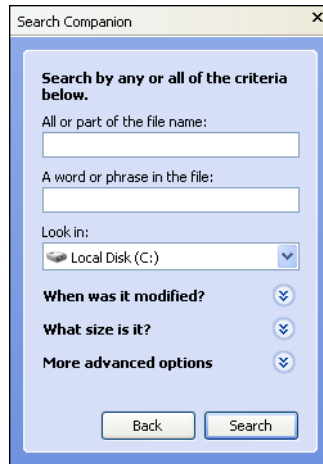 Search Companion
Search by any or all of the criteria
below.
All or part of the file name:
A word or phrase in the file:
Look in:
Local Disk (C:)
When was it modified?
What size is it?
More advanced options
Back Search